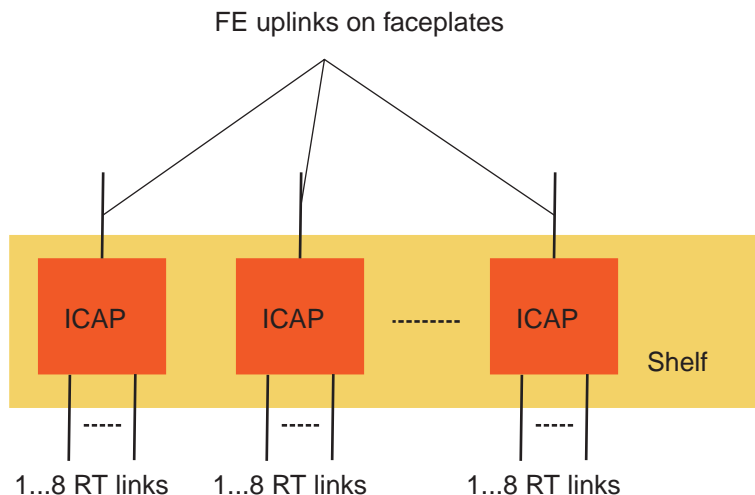 FE uplinks on faceplates
ICAP
ICAP
ICAP
Shelf
1...8 RT links
1...8 RT links
1...8 RT links